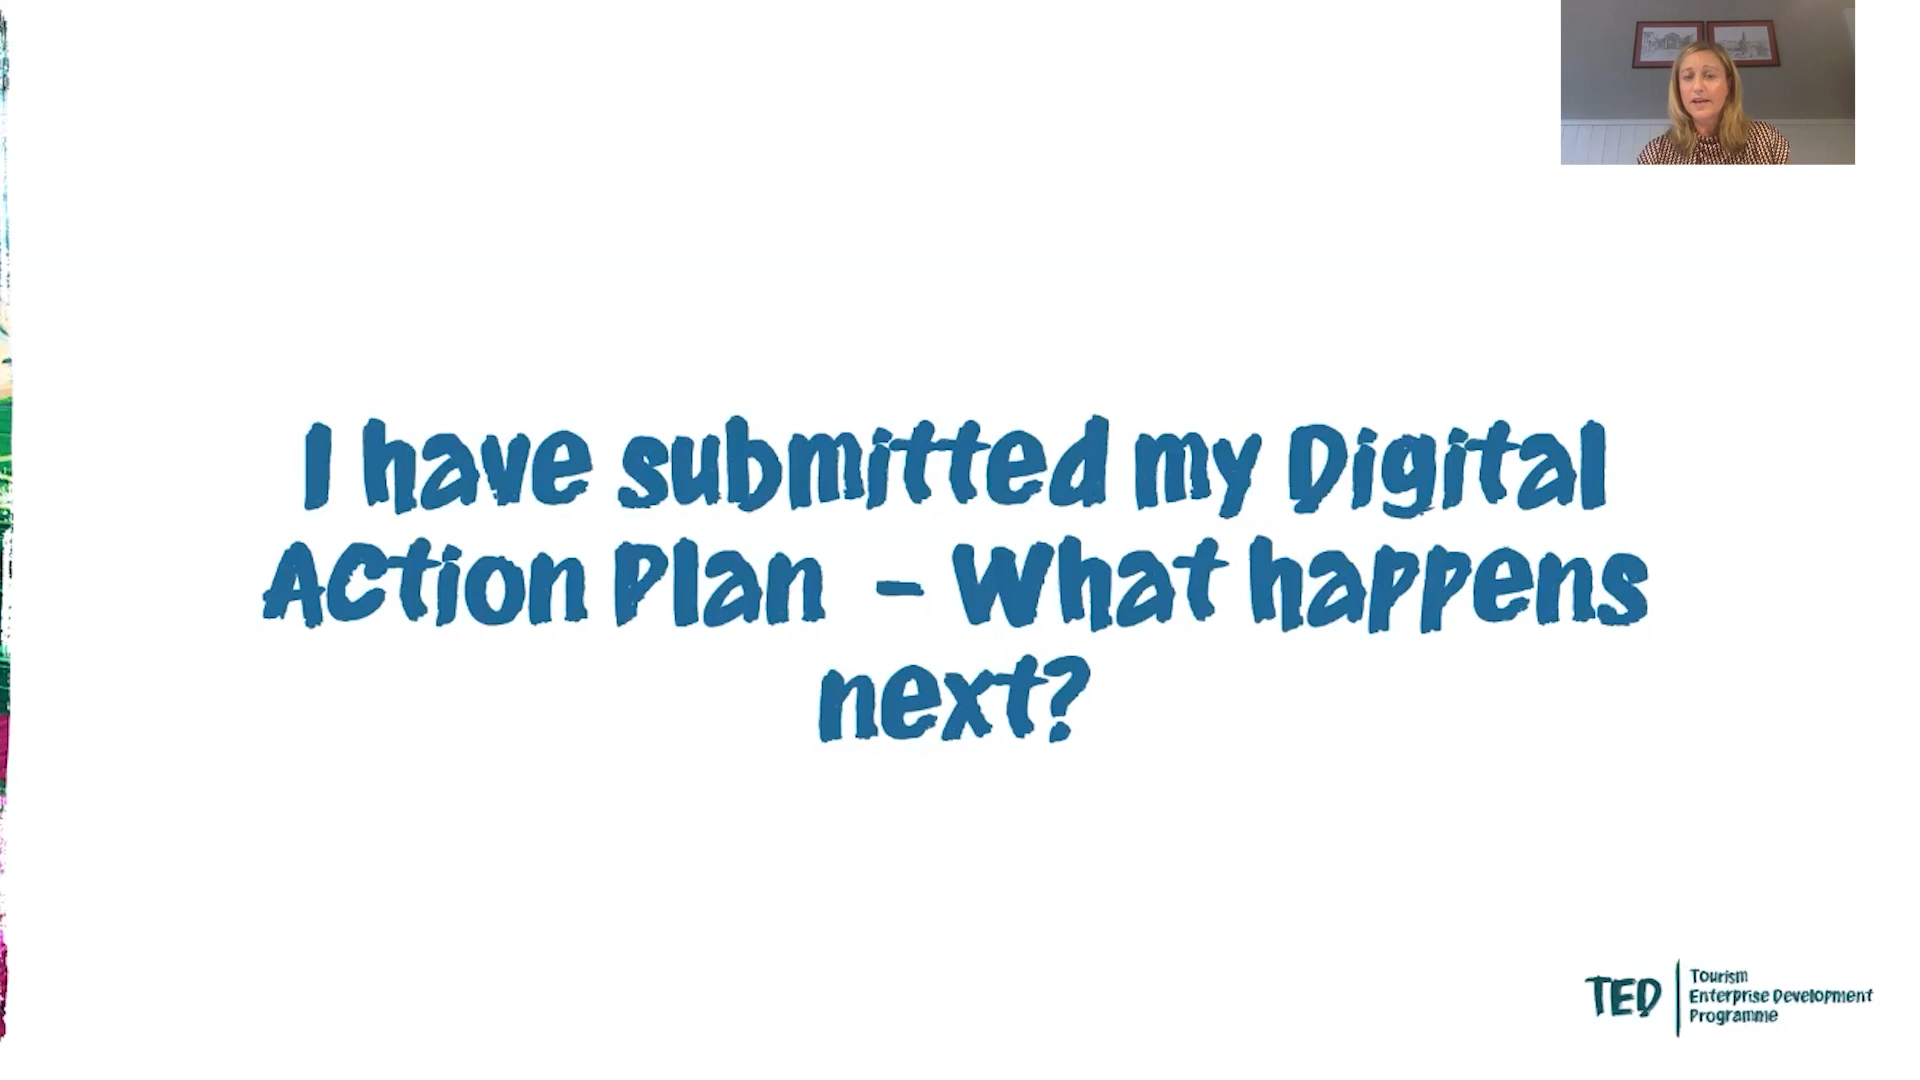 I have submitted my Digital
Action Plan - What happens
next?
TED
Tourism
Enterprise Development
Programme